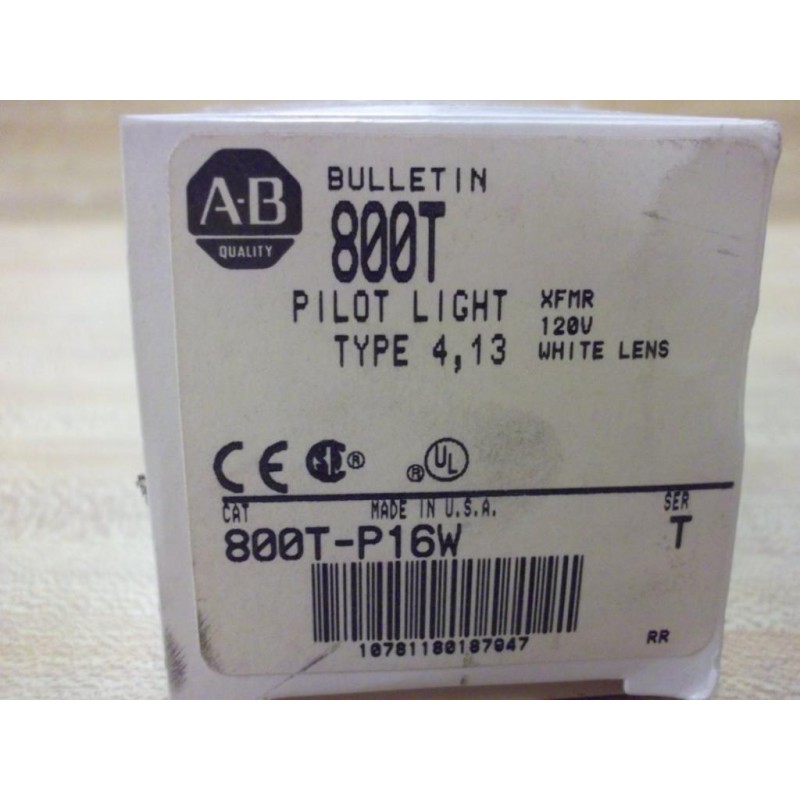 A-B
QUALITY
BULLETIN
800T
PILOT LIGHT
TYPE 4,13
XFMR
120V
WHITE LENS
CE ® ® UL
CAT MADE IN U.S.A. SER
800T-P16W T
10781180187047
RR